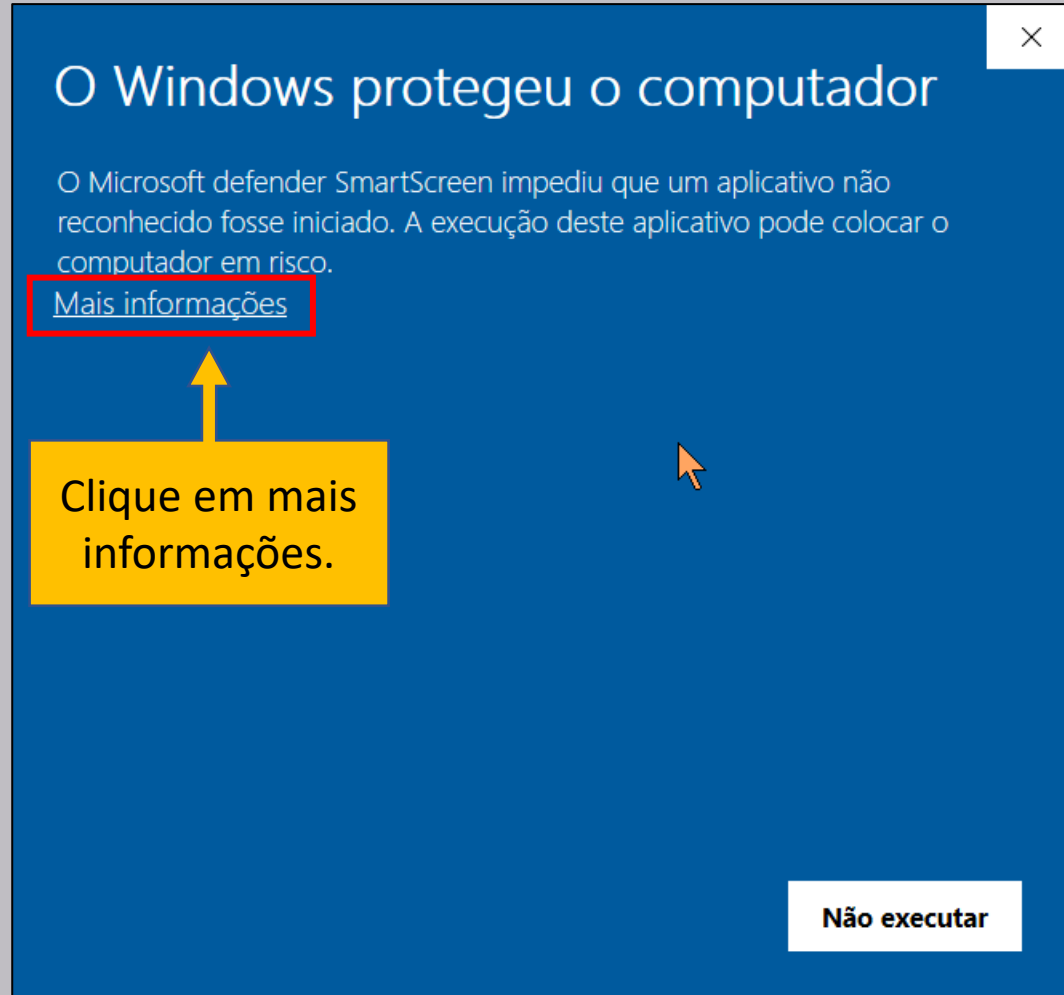 O Windows protegeu o computador
O Microsoft defender SmartScreen impediu que um aplicativo não
reconhecido fosse iniciado. A execução deste aplicativo pode colocar o
computador em risco.
Mais informações
Clique em mais
informações.
Não executar